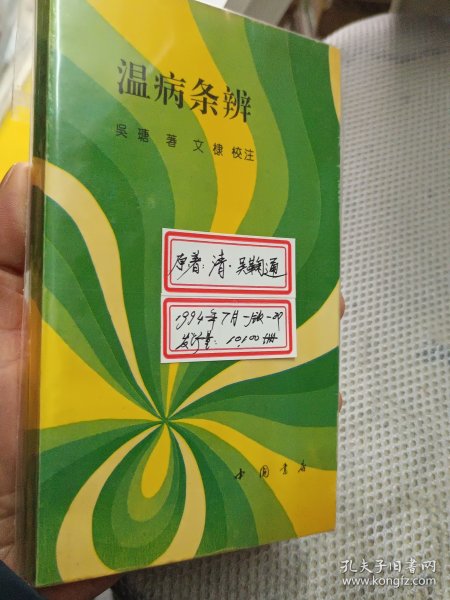 温病条辨
吴瑭 著 文棣 校注
原著：清·吴鞠通
1994年7月一版一印
发行量：10,100册
中国书店
孔夫子旧书网
www.kongfz.com